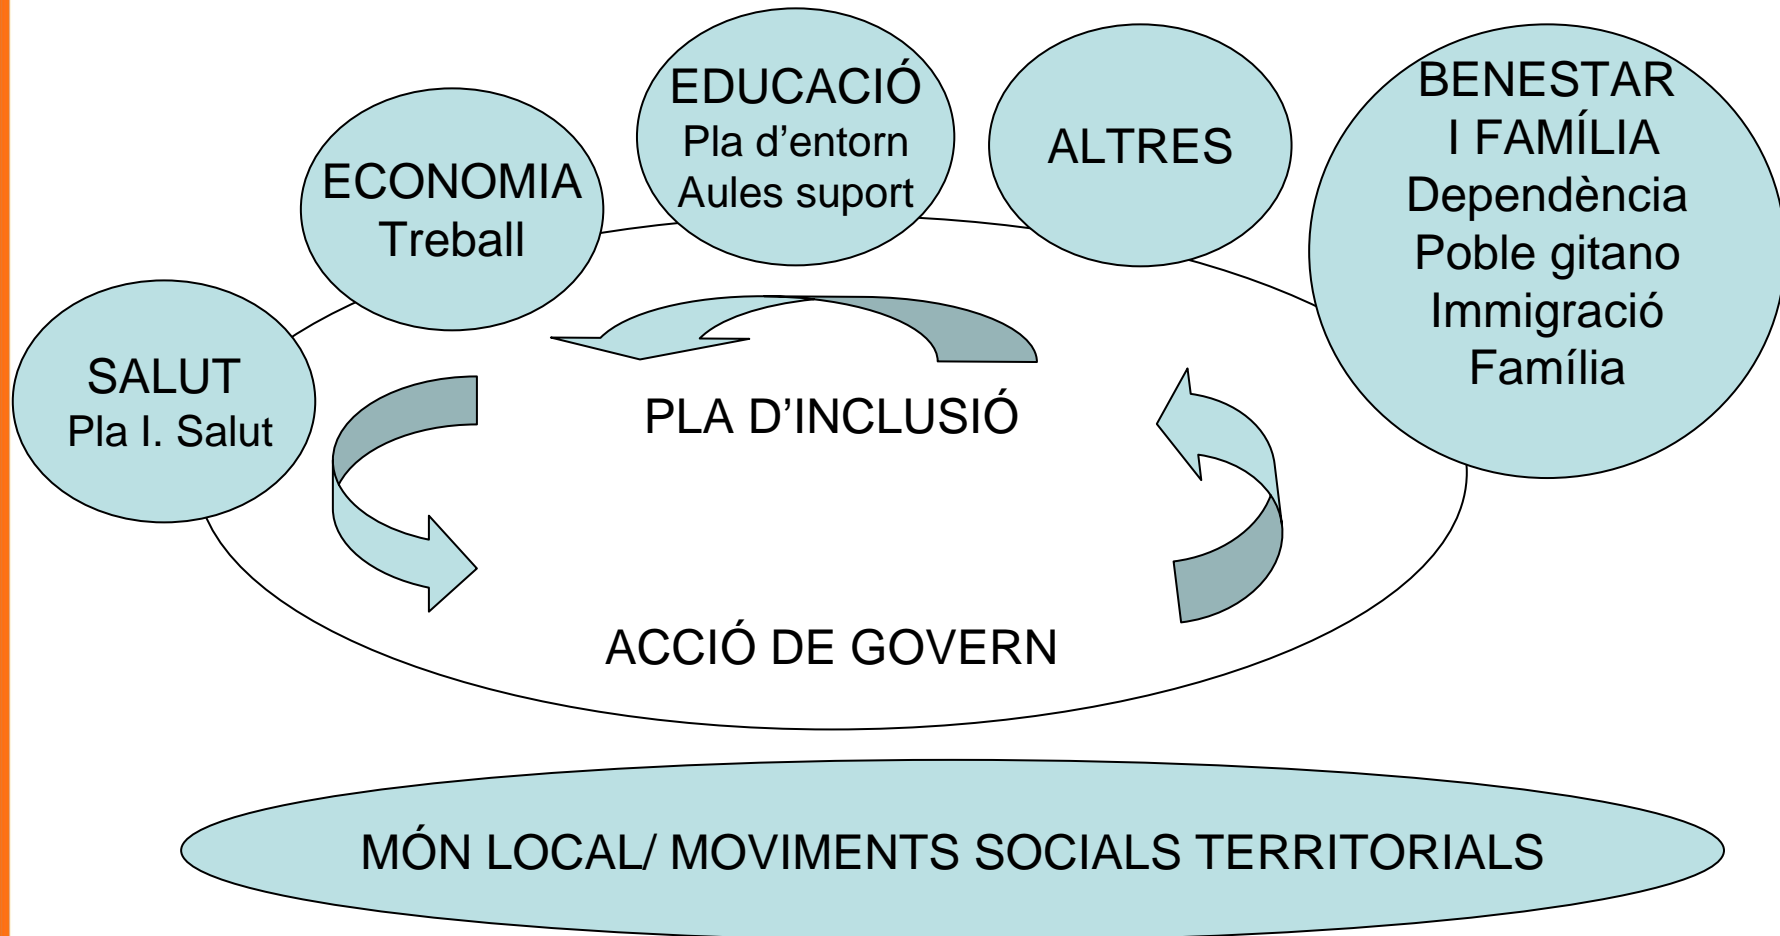 SALUT
Pla I. Salut
ECONOMIA
Treball
EDUCACIÓ
Pla d’entorn
Aules suport
ALTRES
BENESTAR
I FAMÍLIA
Dependència
Poble gitano
Immigració
Família
PLA D’INCLUSIÓ
ACCIÓ DE GOVERN
MÓN LOCAL/ MOVIMENTS SOCIALS TERRITORIALS